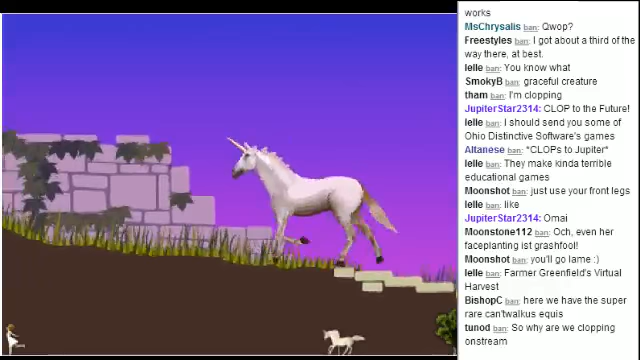 works
MsChrysalis ban: Qwop?
Freestyles ban: I got about a third of the
way there, at best.
lelle ban: You know what
SmokyB ban: graceful creature
tham ban: I'm clopping
JupiterStar2314: CLOP to the Future!
lelle ban: I should send you some of
Ohio Distinctive Software's games
Altanese ban: *CLOPs to Jupiter*
lelle ban: They make kinda terrible
educational games
Moonshot ban: just use your front legs
lelle ban: like
JupiterStar2314: Omai
Moonstone112 ban: Och, even her
faceplanting ist grashfool!
Moonshot ban: you'll go lame :)
lelle ban: Farmer Greenfield's Virtual
Harvest
BishopC ban: here we have the super
rare can'twalkus equis
tunod ban: So why are we clopping
onstream